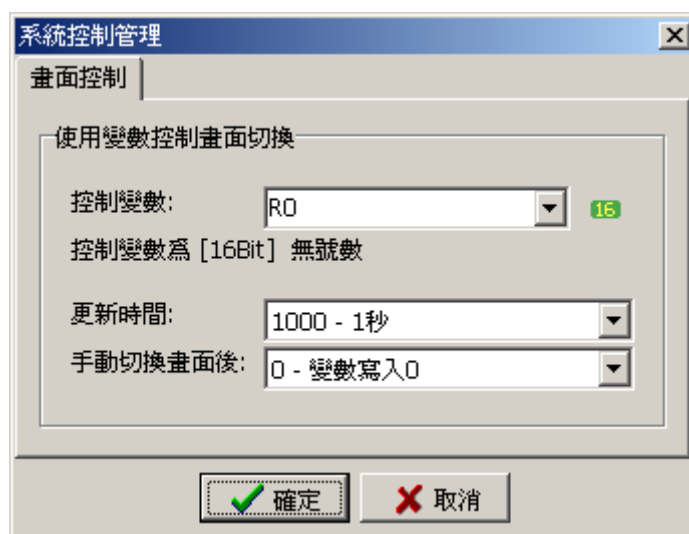 系統控制管理
畫面控制
使用變數控制畫面切換
控制變數: R0 16
控制變數爲 [16Bit] 無號數
更新時間: 1000 - 1秒
手動切換畫面後: 0 - 變數寫入0
確定 取消